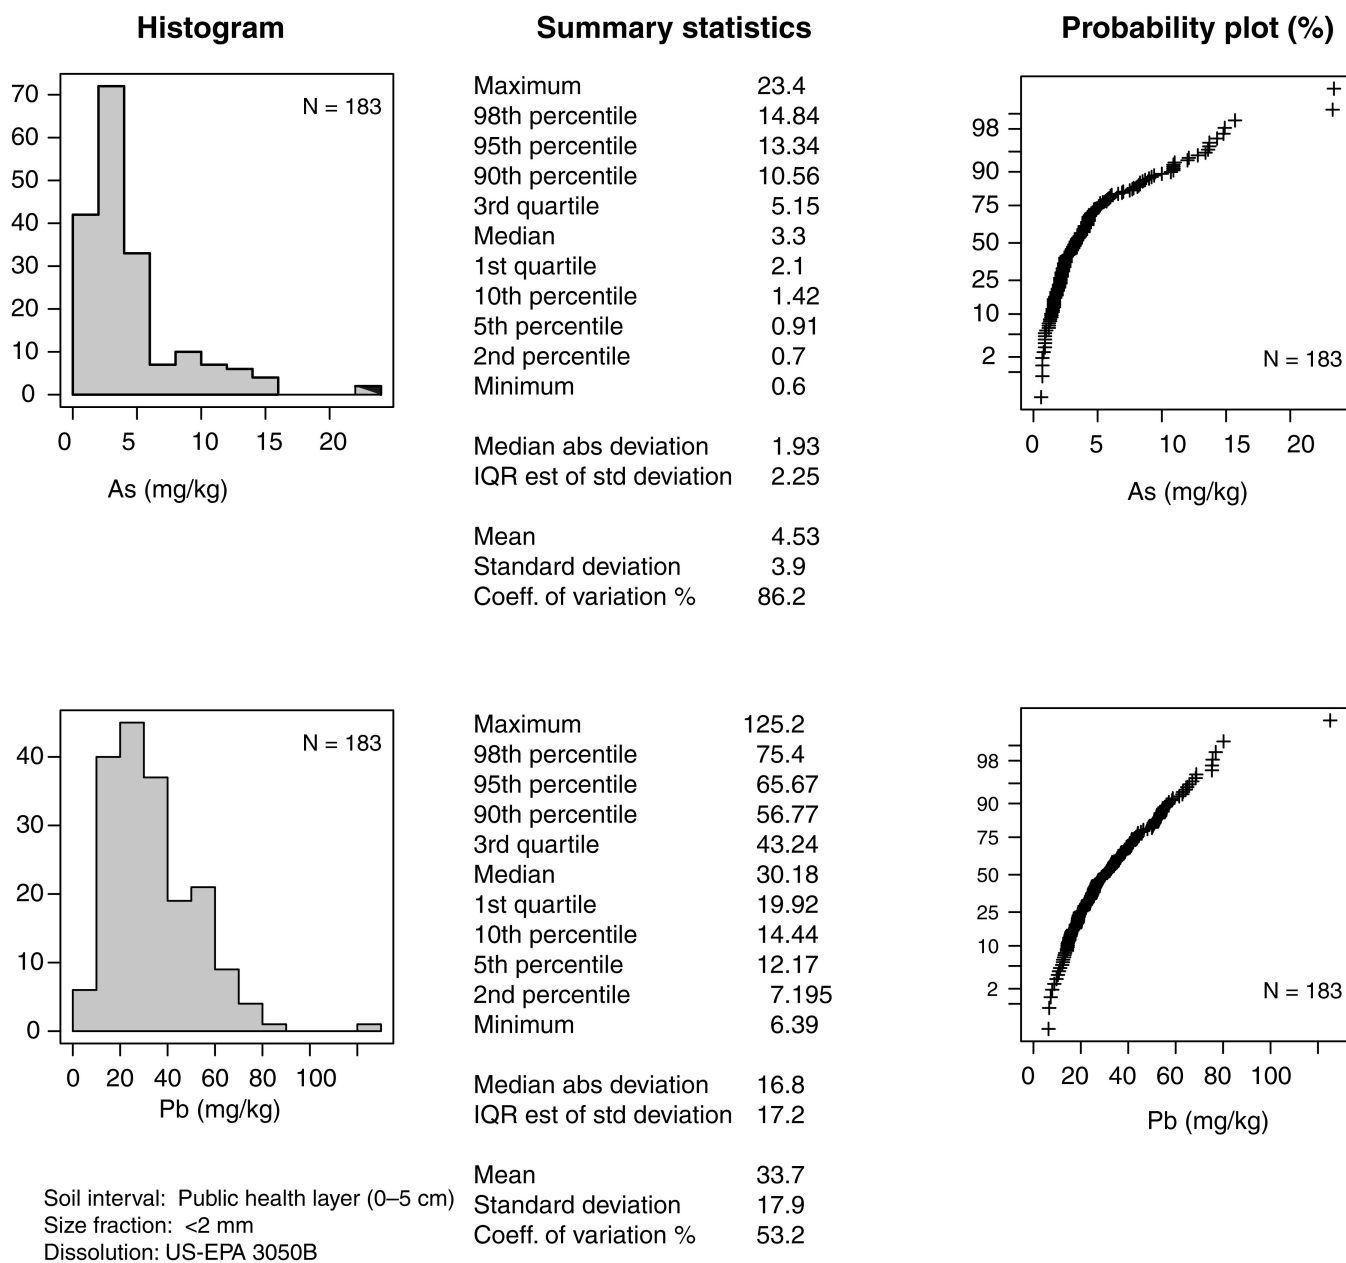 Histogram
Summary statistics
Probability plot (%)
N = 183
70
60
50
40
30
20
10
0
0 5 10 15 20
As (mg/kg)
Maximum 23.4
98th percentile 14.84
95th percentile 13.34
90th percentile 10.56
3rd quartile 5.15
Median 3.3
1st quartile 2.1
10th percentile 1.42
5th percentile 0.91
2nd percentile 0.7
Minimum 0.6
Median abs deviation 1.93
IQR est of std deviation 2.25
Mean 4.53
Standard deviation 3.9
Coeff. of variation % 86.2
98
90
75
50
25
10
2
N = 183
0 5 10 15 20
As (mg/kg)
N = 183
40
30
20
10
0
0 20 40 60 80 100
Pb (mg/kg)
Maximum 125.2
98th percentile 75.4
95th percentile 65.67
90th percentile 56.77
3rd quartile 43.24
Median 30.18
1st quartile 19.92
10th percentile 14.44
5th percentile 12.17
2nd percentile 7.195
Minimum 6.39
Median abs deviation 16.8
IQR est of std deviation 17.2
Mean 33.7
Standard deviation 17.9
Coeff. of variation % 53.2
98
90
75
50
25
10
2
N = 183
0 20 40 60 80 100
Pb (mg/kg)
Soil interval: Public health layer (0–5 cm)
Size fraction: <2 mm
Dissolution: US-EPA 3050B